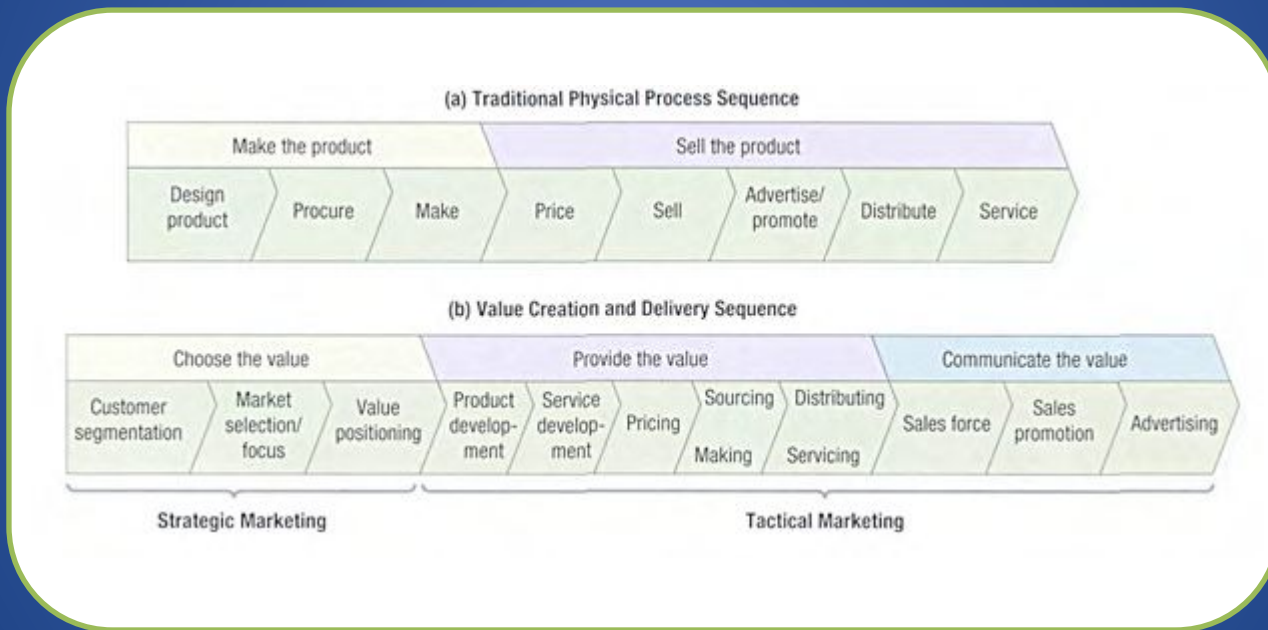 (a) Traditional Physical Process Sequence
Make the product
Sell the product
Design
product
Procure
Make
Price
Sell
Advertise/
promote
Distribute
Service
(b) Value Creation and Delivery Sequence
Choose the value
Provide the value
Communicate the value
Customer
segmentation
Market
selection/
focus
Value
positioning
Product
develop-
ment
Service
develop-
ment
Pricing
Sourcing
Making
Distributing
Servicing
Sales force
Sales
promotion
Advertising
Strategic Marketing
Tactical Marketing